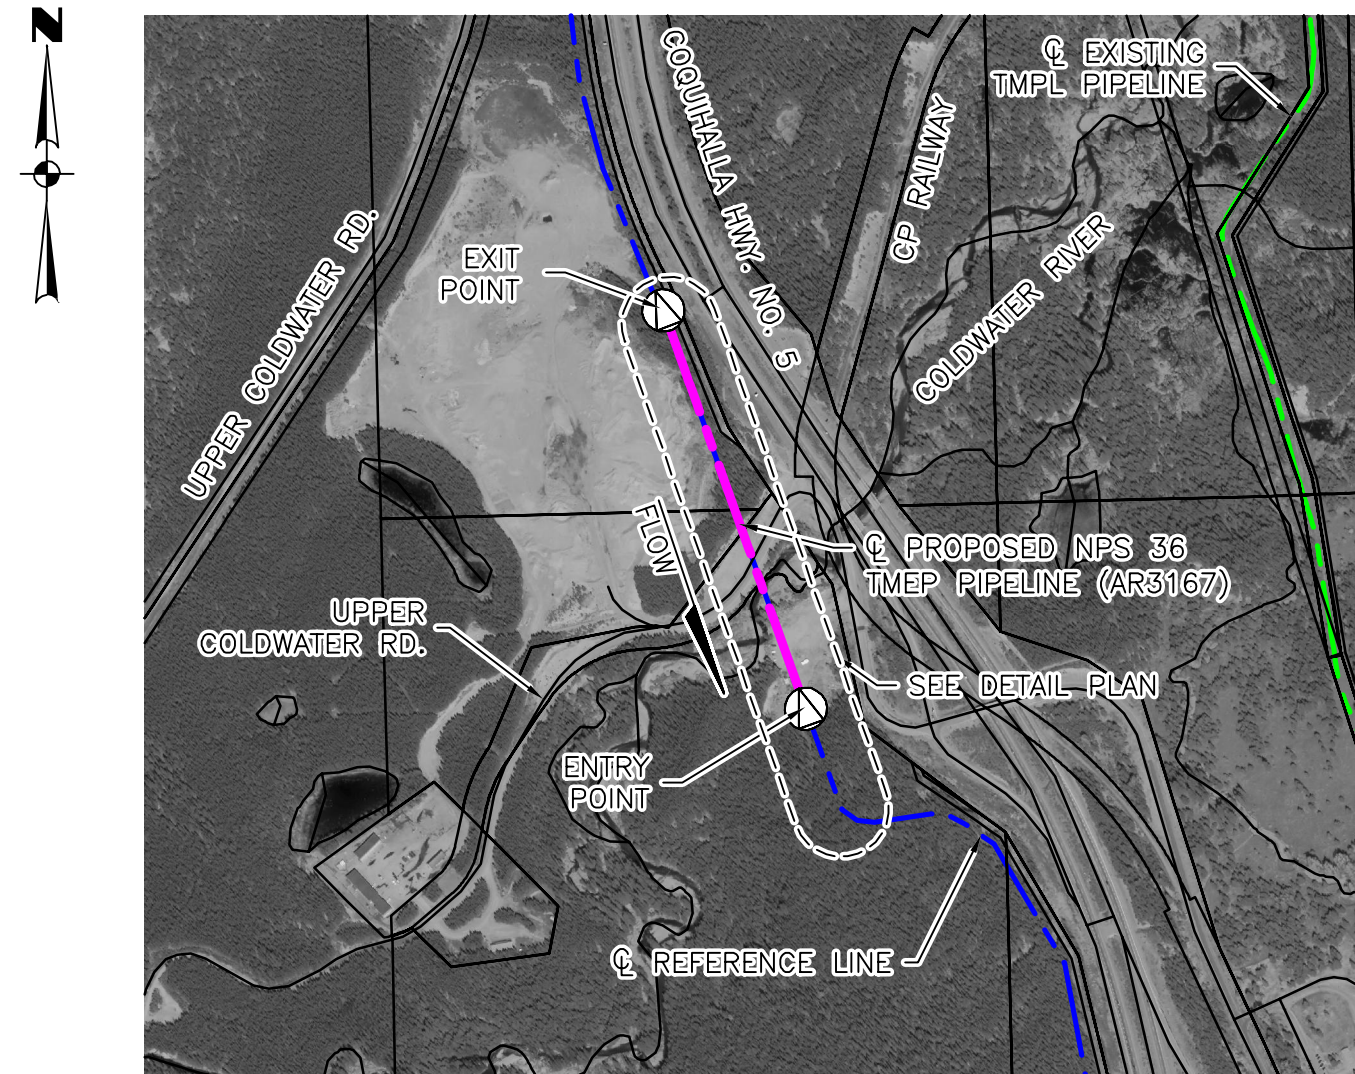 N
℄ EXISTING
TMPL PIPELINE
COQUIHALLA HWY. NO. 5
CP RAILWAY
COLDWATER RIVER
UPPER COLDWATER RD.
EXIT
POINT
FLOW
℄ PROPOSED NPS 36
TMEP PIPELINE (AR3167)
UPPER
COLDWATER RD.
SEE DETAIL PLAN
ENTRY
POINT
℄ REFERENCE LINE